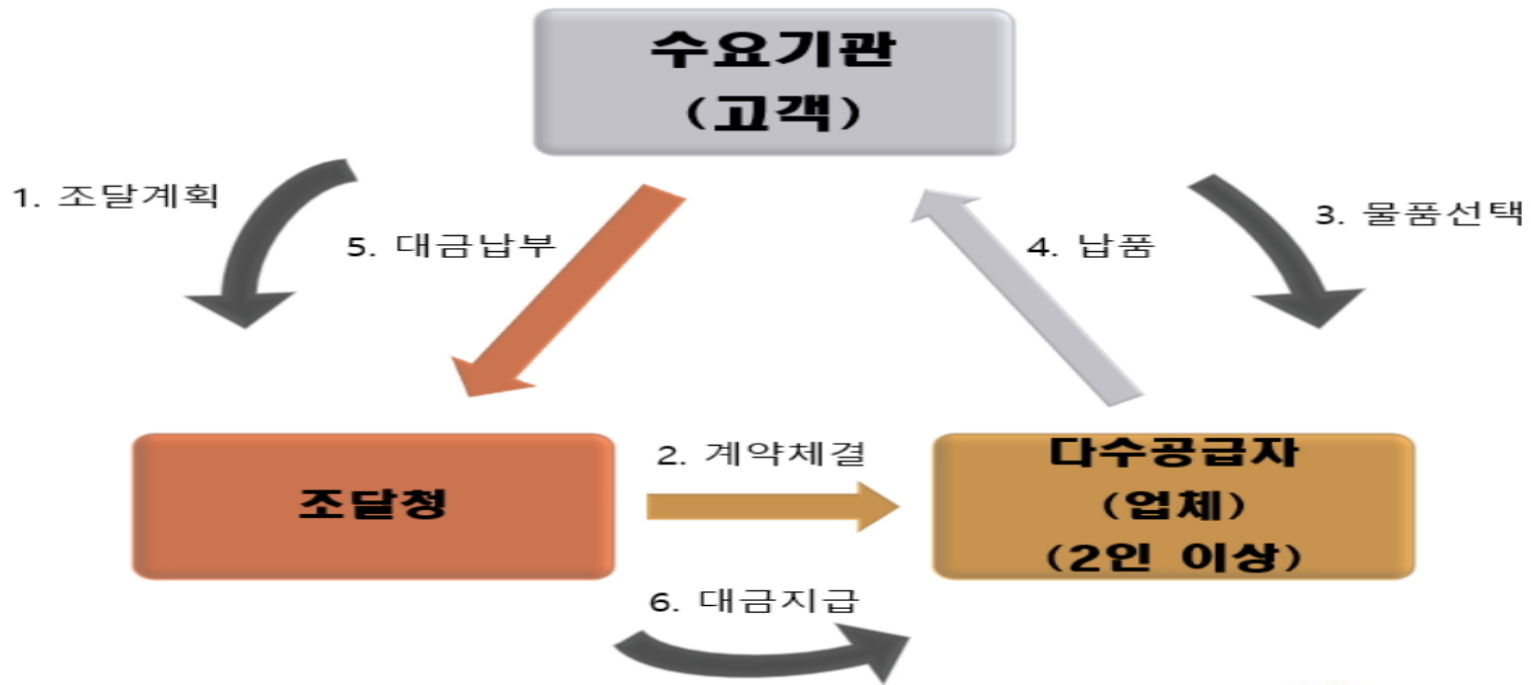 수요기관
(고객)
1. 조달계획
5. 대금납부
4. 납품
3. 물품선택
조달청
2. 계약체결
다수공급자
(업체)
(2인 이상)
6. 대금지급